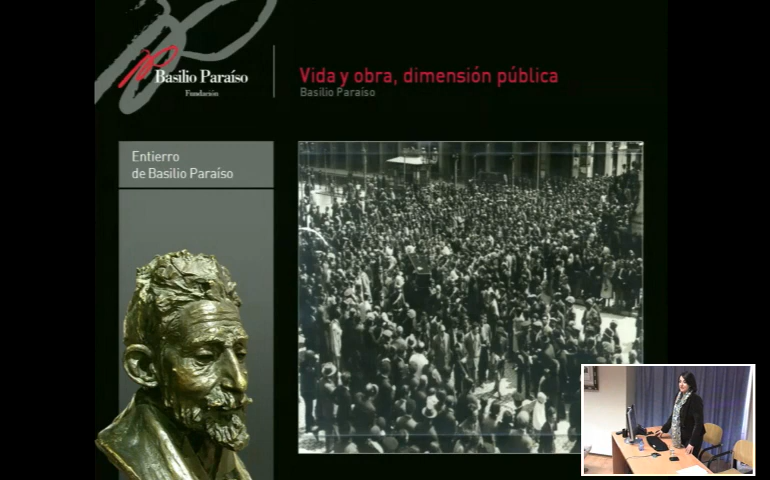 Basilio Paraíso
Fundación
Vida y obra, dimensión pública
Basilio Paraíso
Entierro
de Basilio Paraíso